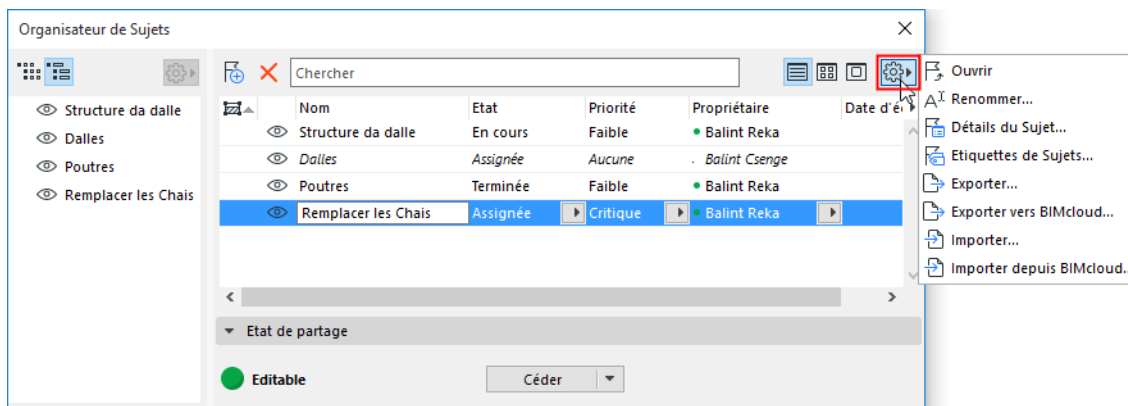 Organisateur de Sujets
Chercher
Structure da dalle
Dalles
Poutres
Remplacer les Chais
Nom Etat Priorité Propriétaire Date d'é
Structure da dalle En cours Faible Balint Reka
Dalles Assignée Aucune Balint Csenge
Poutres Terminée Faible Balint Reka
Remplacer les Chais Assignée Critique Balint Reka
Etat de partage
Editable Céder
Ouvrir
Renommer...
Détails du Sujet...
Etiquettes de Sujets...
Exporter...
Exporter vers BIMcloud...
Importer...
Importer depuis BIMcloud..